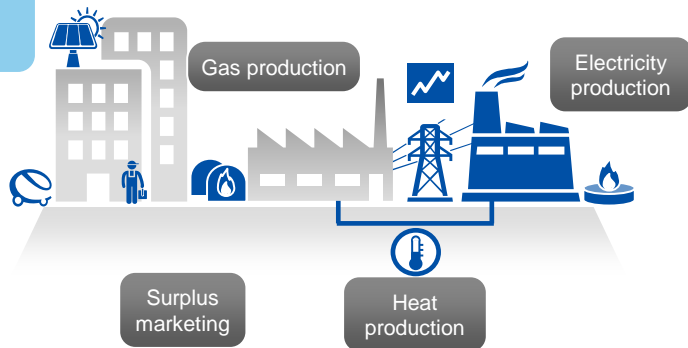 Gas production
Electricity
production
Surplus
marketing
Heat
production